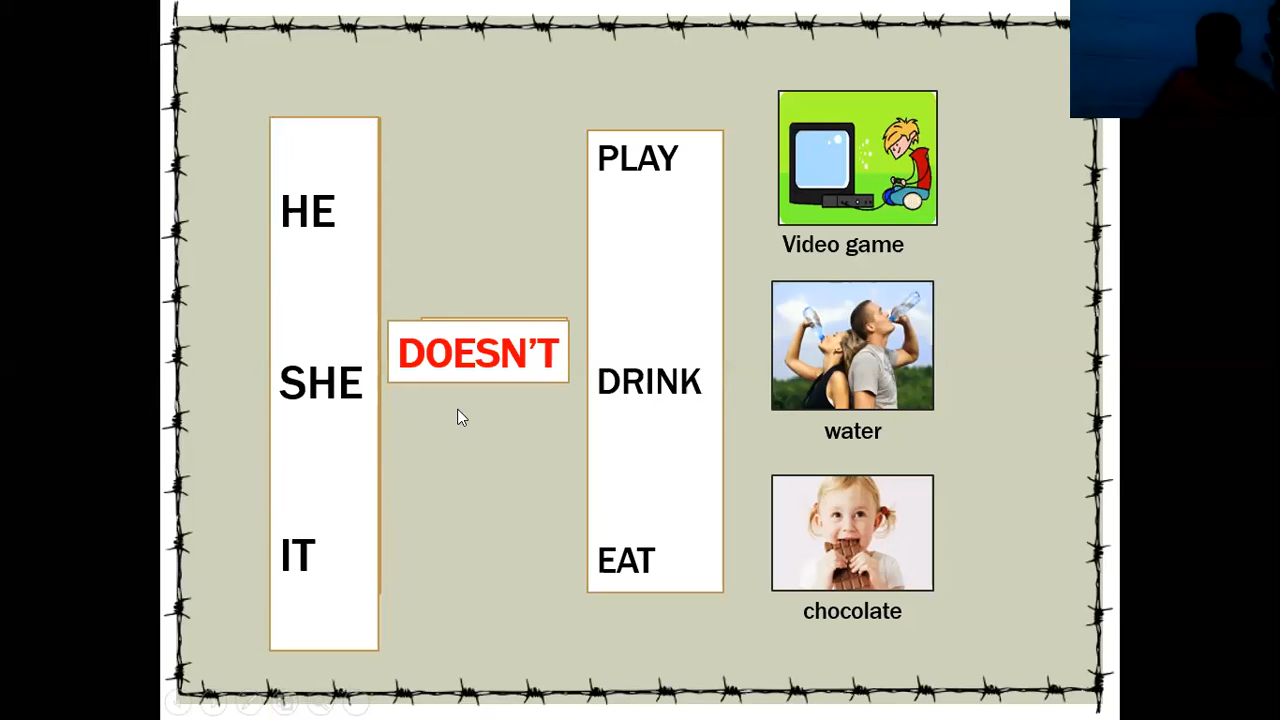 HE
SHE
IT
DOESN'T
PLAY
DRINK
EAT
Video game
water
chocolate